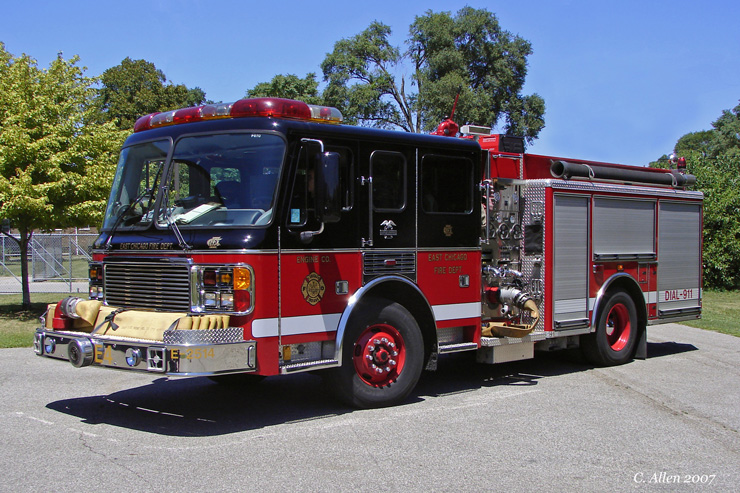 EAST CHICAGO FIRE DEPT
ENGINE CO.
EAST CHICAGO
FIRE DEPT.
DIAL-911
C. Allen 2007